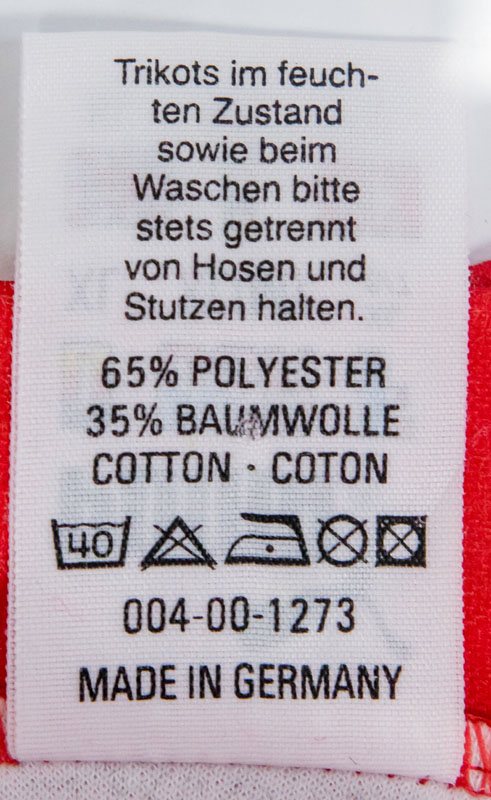 Trikots im feuch-
ten Zustand
sowie beim
Waschen bitte
stets getrennt
von Hosen und
Stutzen halten.
65% POLYESTER
35% BAUMWOLLE
COTTON · COTON
40
004-00-1273
MADE IN GERMANY